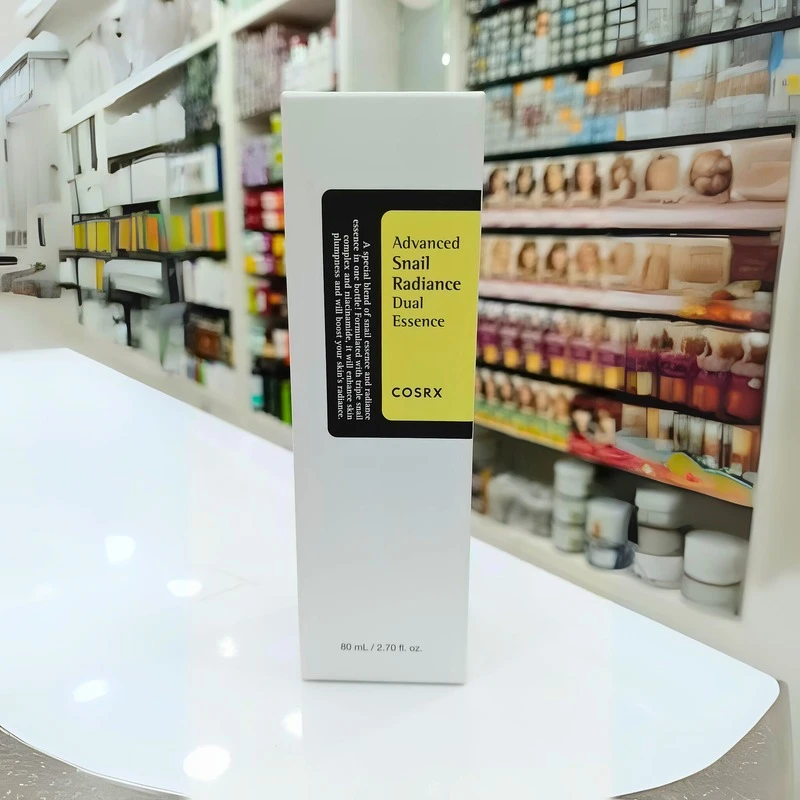 Advanced
Snail
Radiance
Dual
Essence
COSRX
A special blend of snail essence and radiance
essence in one bottle! Formulated with triple snail
complex and niacinamide, it will enhance skin
plumpness and will boost your skin's radiance.
80 mL / 2.70 fl. oz.